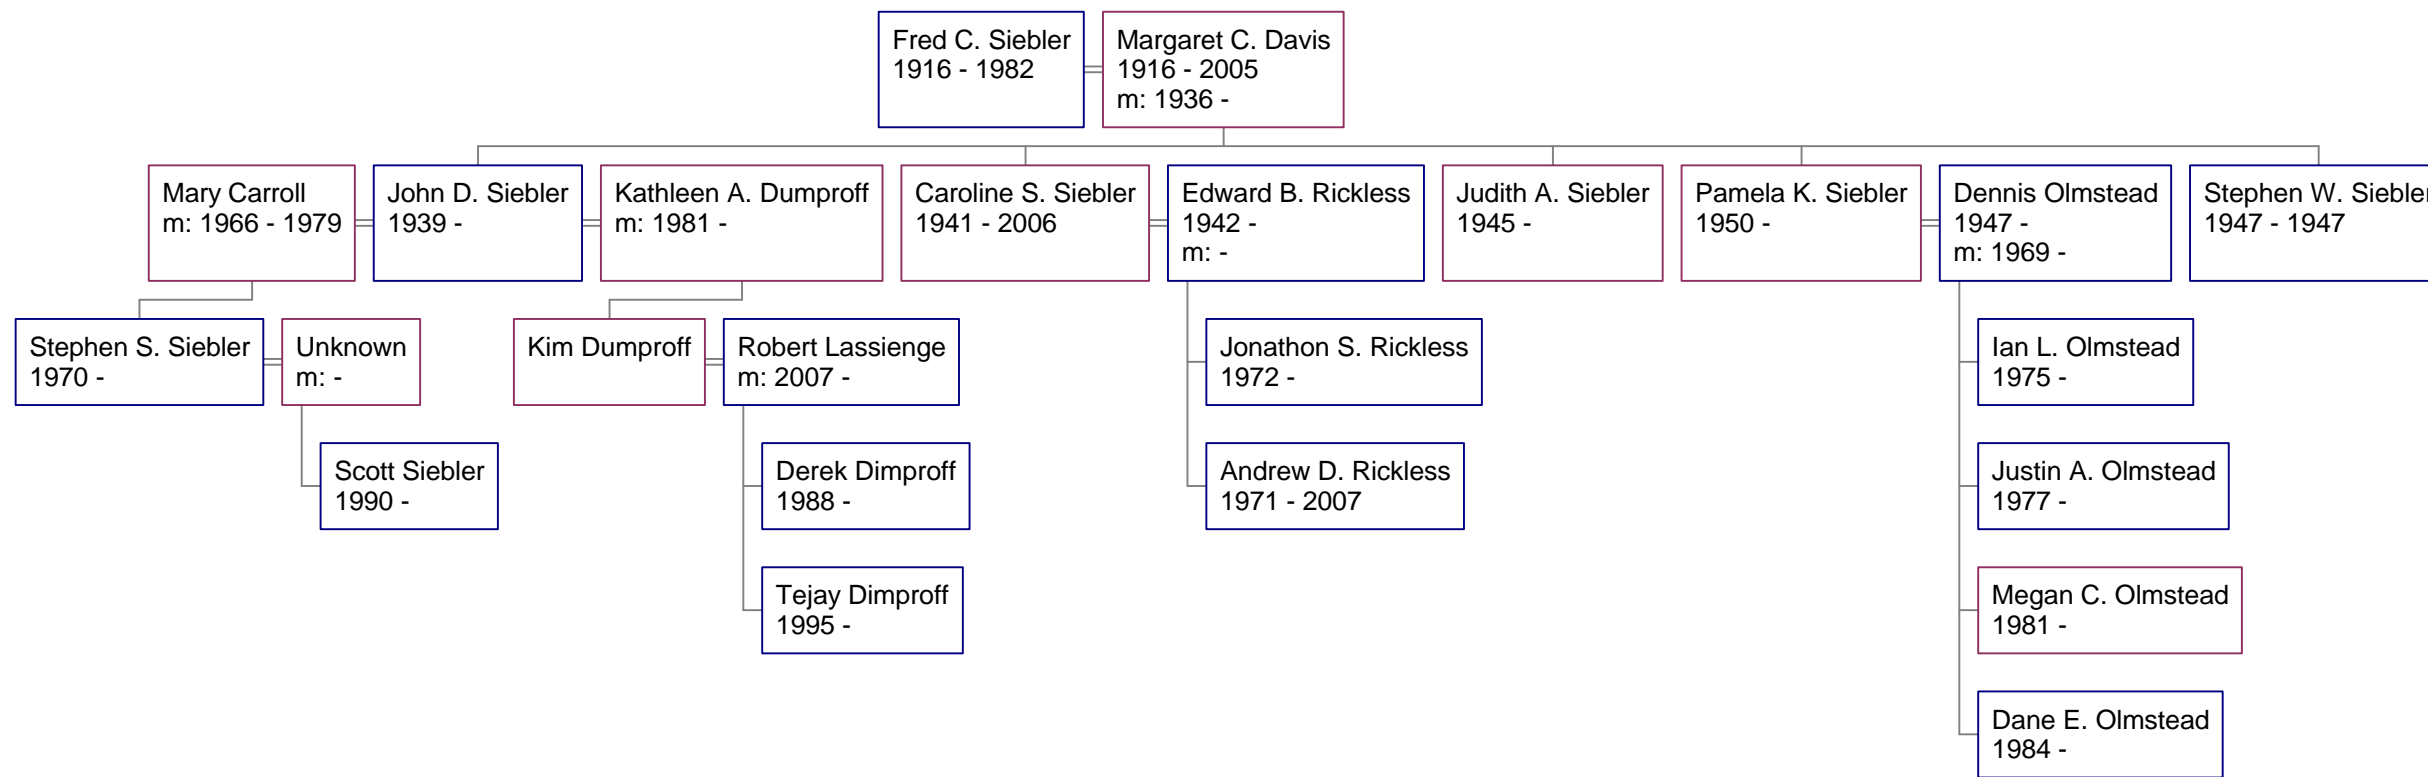 Fred C. Siebler
1916 - 1982
Margaret C. Davis
1916 - 2005
m: 1936 -
Mary Carroll
m: 1966 - 1979
John D. Siebler
1939 -
Kathleen A. Dumproff
m: 1981 -
Caroline S. Siebler
1941 - 2006
Edward B. Rickless
1942 -
m: -
Judith A. Siebler
1945 -
Pamela K. Siebler
1950 -
Dennis Olmstead
1947 -
m: 1969 -
Stephen W. Siebler
1947 - 1947
Stephen S. Siebler
1970 -
Unknown
m: -
Kim Dumproff
Robert Lassienge
m: 2007 -
Jonathon S. Rickless
1972 -
Ian L. Olmstead
1975 -
Scott Siebler
1990 -
Derek Dimproff
1988 -
Andrew D. Rickless
1971 - 2007
Justin A. Olmstead
1977 -
Tejay Dimproff
1995 -
Megan C. Olmstead
1981 -
Dane E. Olmstead
1984 -